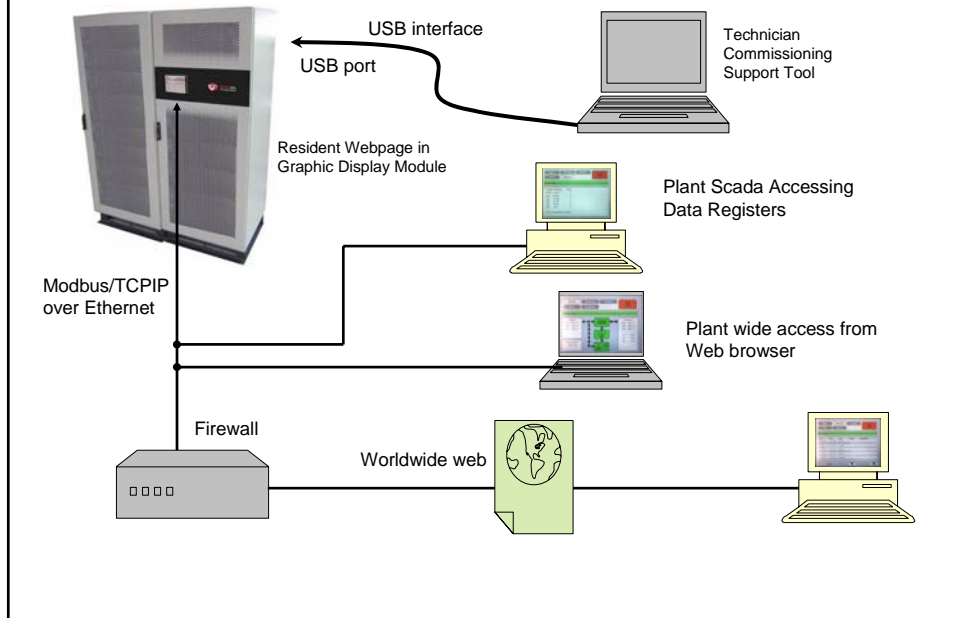 USB interface
USB port
Technician
Commissioning
Support Tool
Resident Webpage in
Graphic Display Module
Plant Scada Accessing
Data Registers
Modbus/TCPIP
over Ethernet
Plant wide access from
Web browser
Firewall
Worldwide web